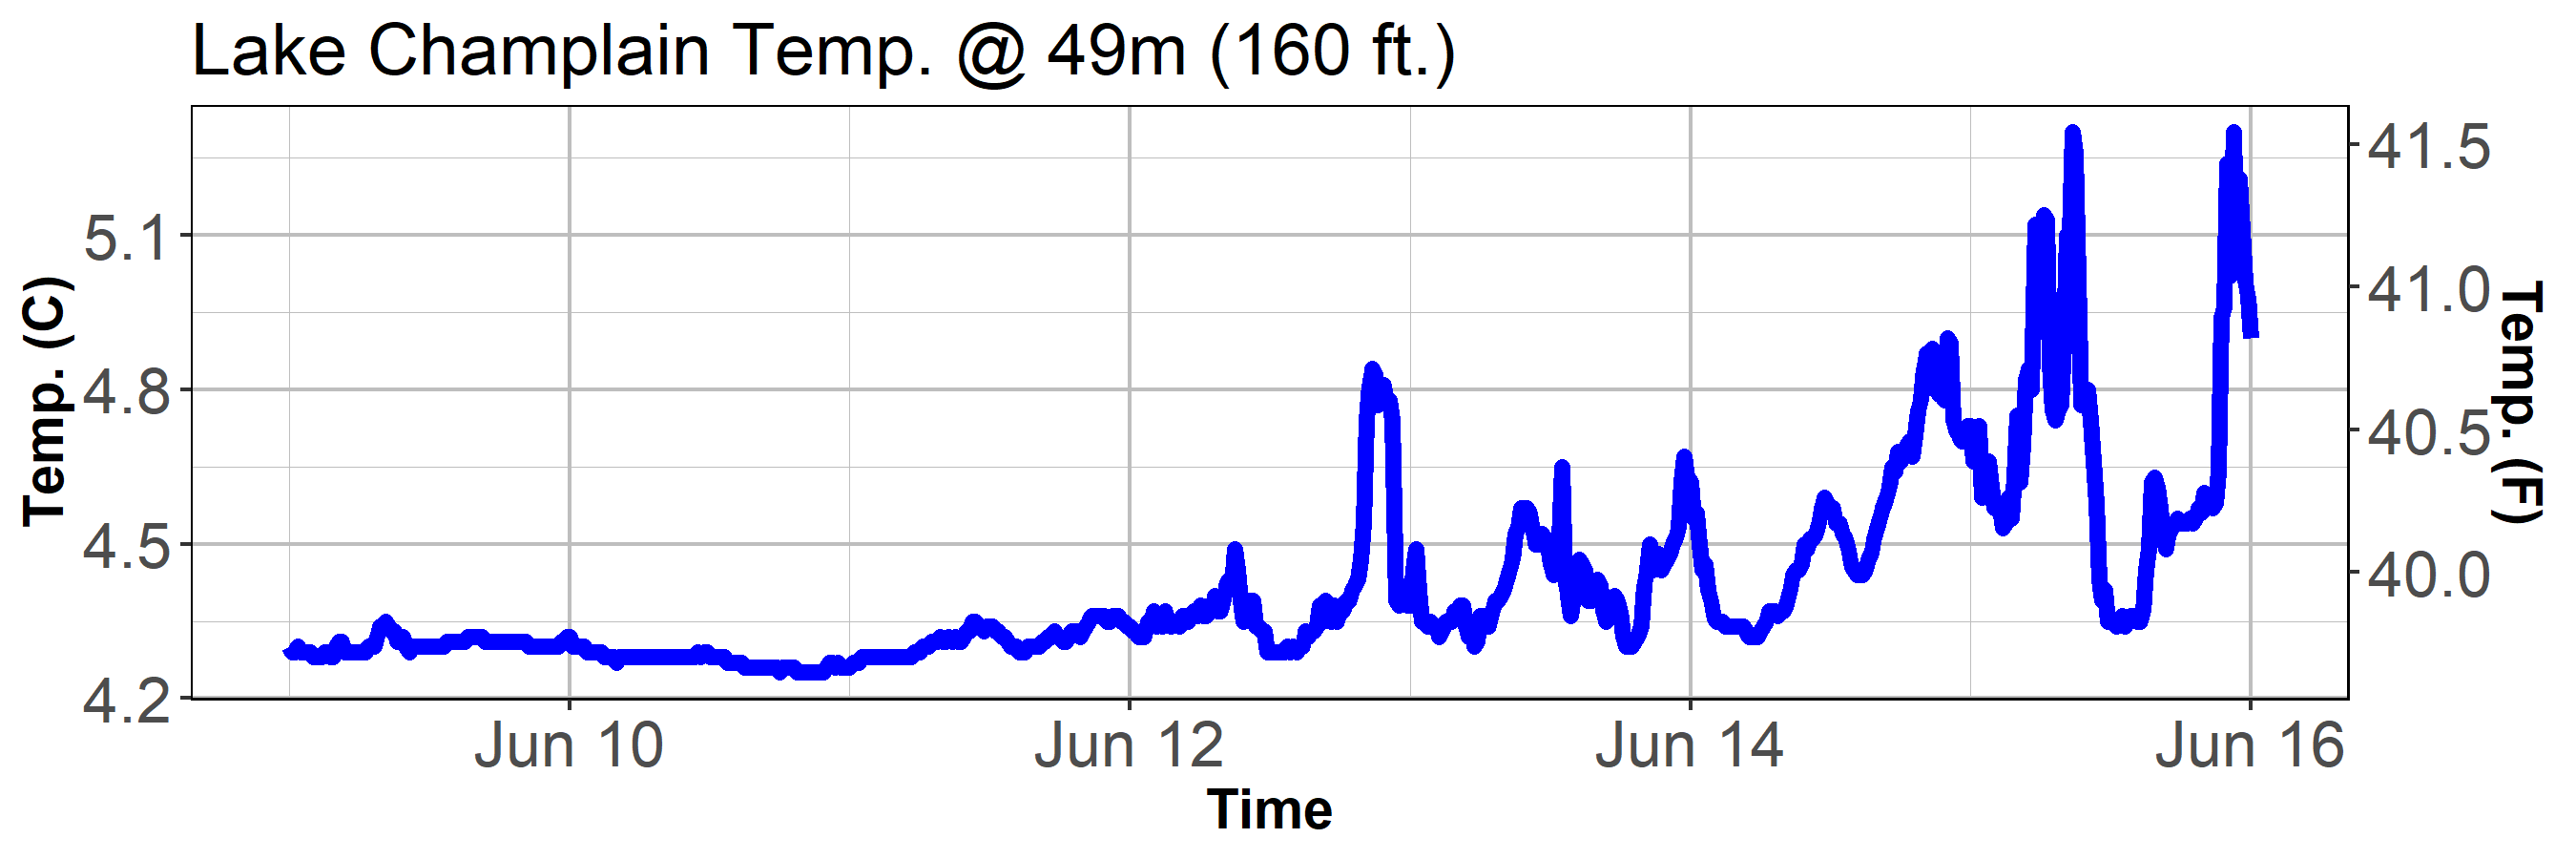 Lake Champlain Temp. @ 49m (160 ft.)
Temp. (C)
5.1
4.8
4.5
4.2
41.5
41.0
40.5
40.0
Temp. (F)
Jun 10 Jun 12 Jun 14 Jun 16
Time